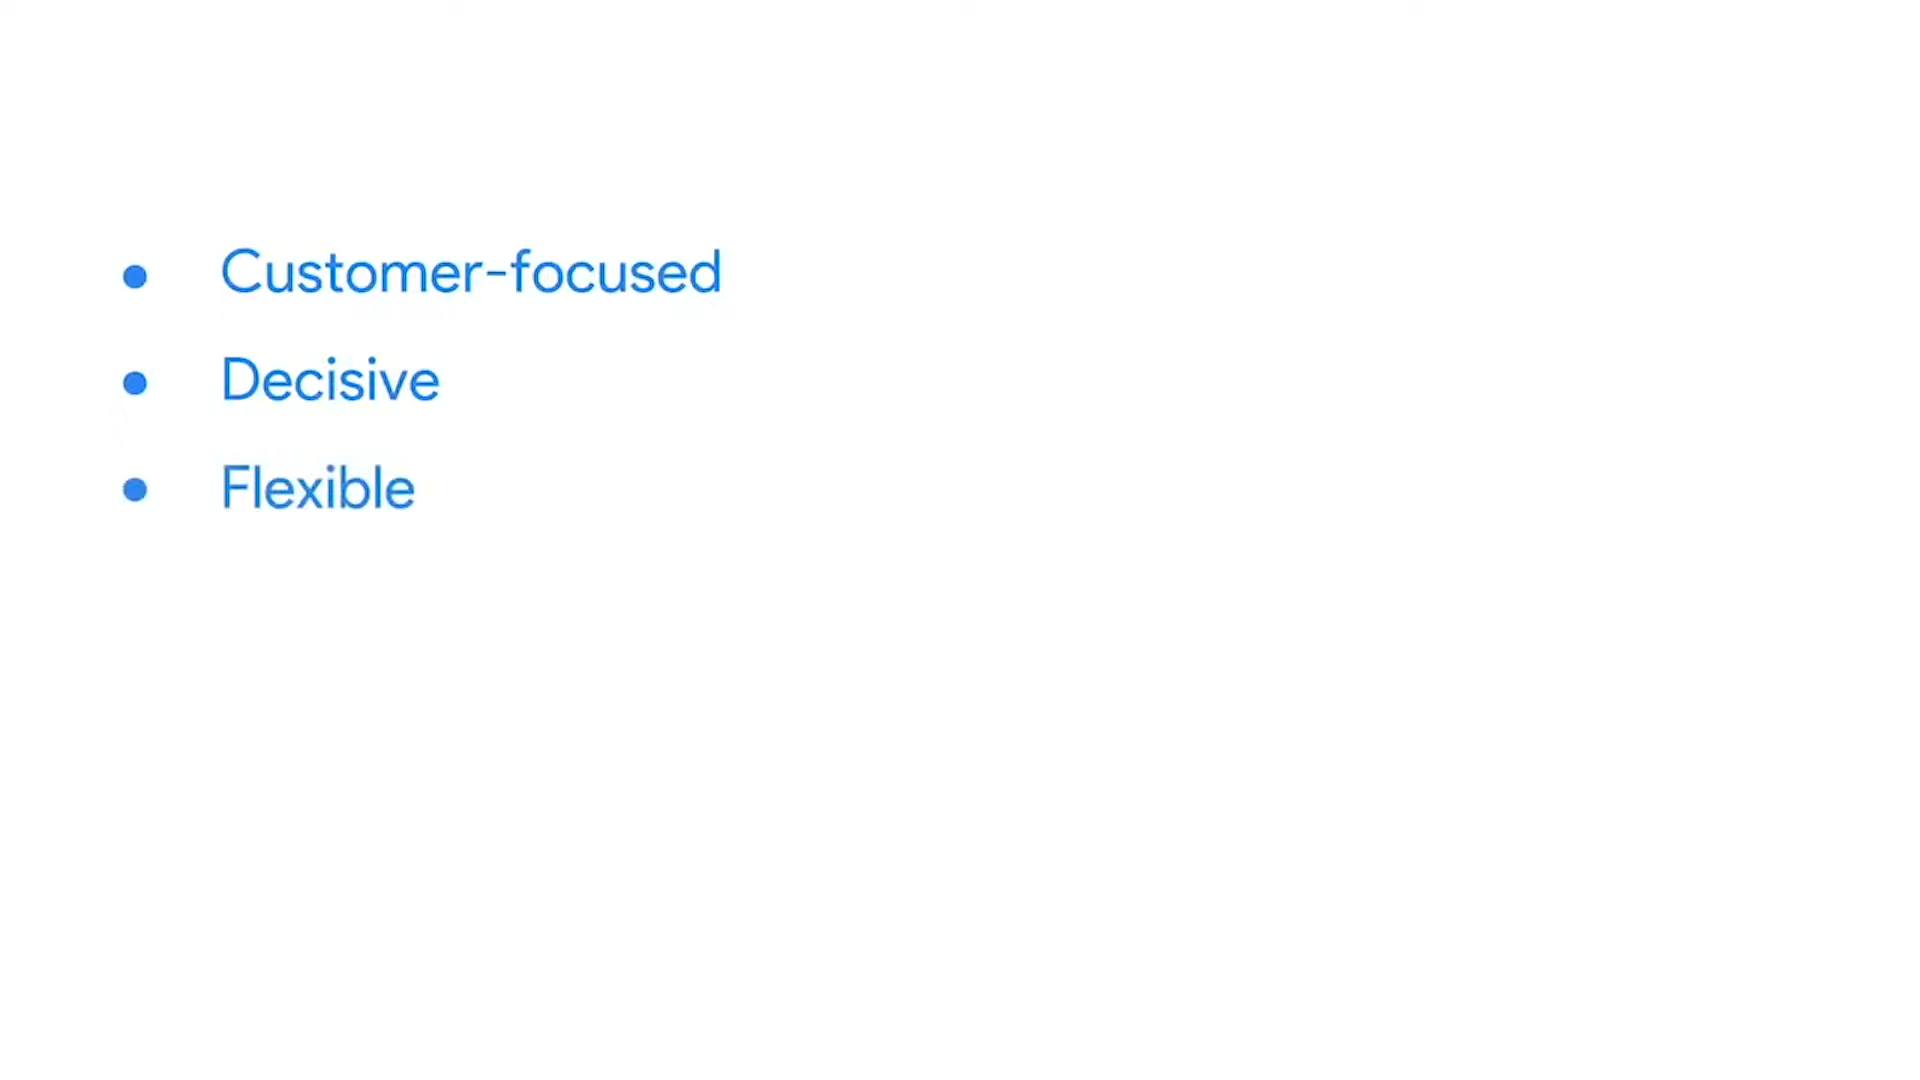 • Customer-focused
• Decisive
• Flexible